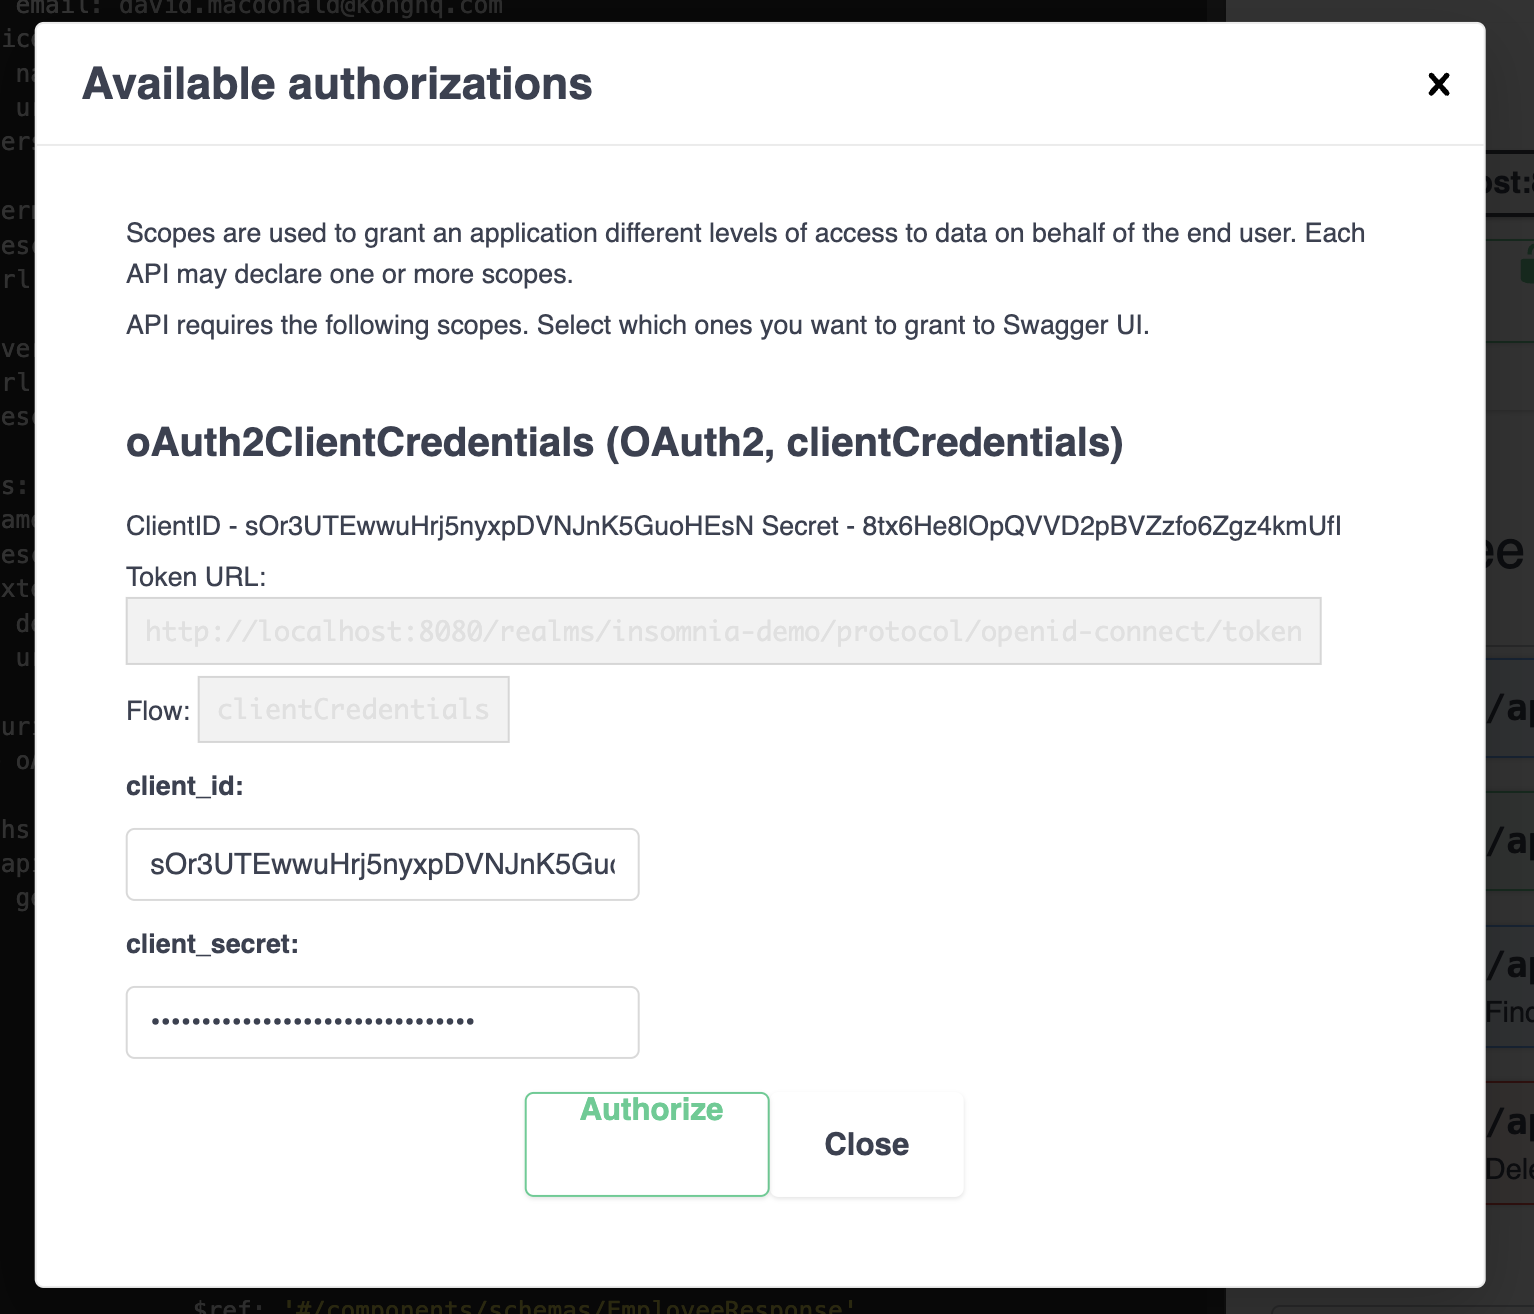 email: david.macdonald@konghq.com
Available authorizations
Scopes are used to grant an application different levels of access to data on behalf of the end user. Each
API may declare one or more scopes.
API requires the following scopes. Select which ones you want to grant to Swagger UI.
oAuth2ClientCredentials (OAuth2, clientCredentials)
ClientID - sOr3UTEwwuHrj5nyxpDVNJnK5GuoHEsN Secret - 8tx6He8lOpQVVD2pBVZzfo6Zgz4kmUfI
Token URL:
http://localhost:8080/realms/insomnia-demo/protocol/openid-connect/token
Flow: clientCredentials
client_id:
sOr3UTEwwuHrj5nyxpDVNJnK5Guo
client_secret:
••••••••••••••••••••••••••••••••
Authorize
Close
$ref: '#/components/schemas/EmployeeResponse'